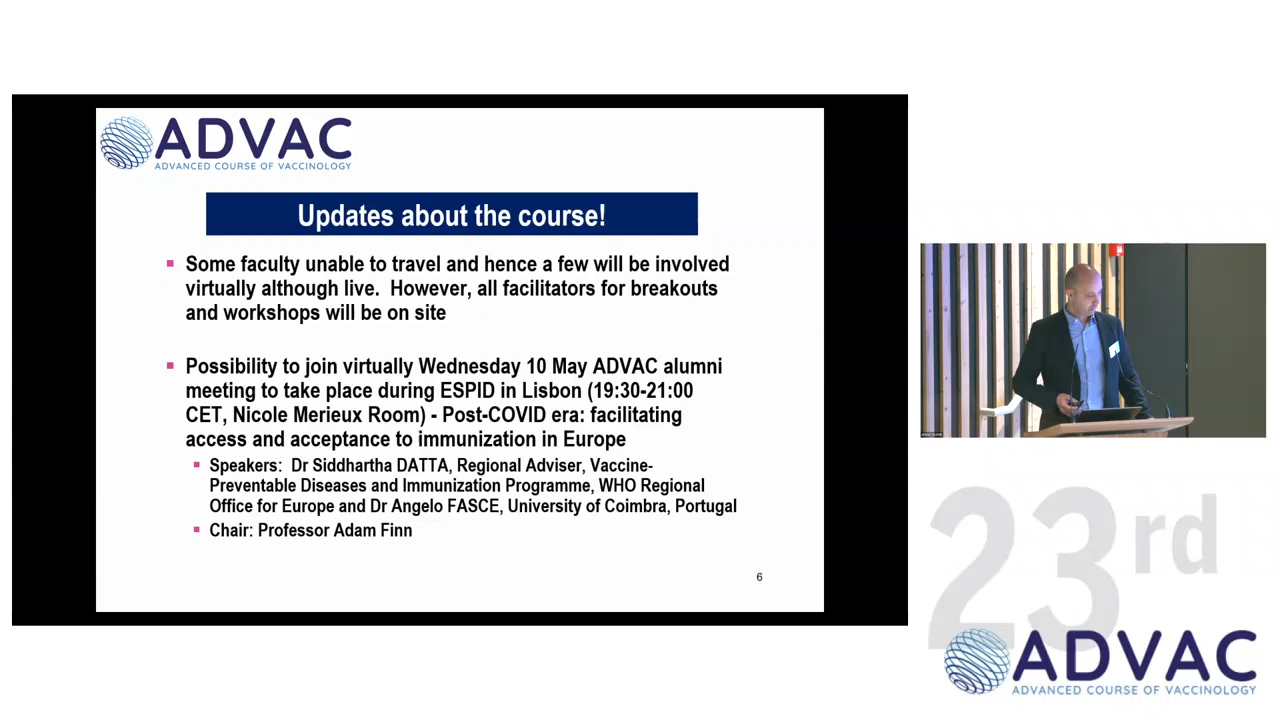 ADVAC
ADVANCED COURSE OF VACCINOLOGY
Updates about the course!
Some faculty unable to travel and hence a few will be involved
virtually although live. However, all facilitators for breakouts
and workshops will be on site
Possibility to join virtually Wednesday 10 May ADVAC alumni
meeting to take place during ESPID in Lisbon (19:30-21:00
CET, Nicole Merieux Room) - Post-COVID era: facilitating
access and acceptance to immunization in Europe
Speakers: Dr Siddhartha DATTA, Regional Adviser, Vaccine-
Preventable Diseases and Immunization Programme, WHO Regional
Office for Europe and Dr Angelo FASCE, University of Coimbra, Portugal
Chair: Professor Adam Finn
6
23rd
ADVAC
ADVANCED COURSE OF VACCINOLOGY